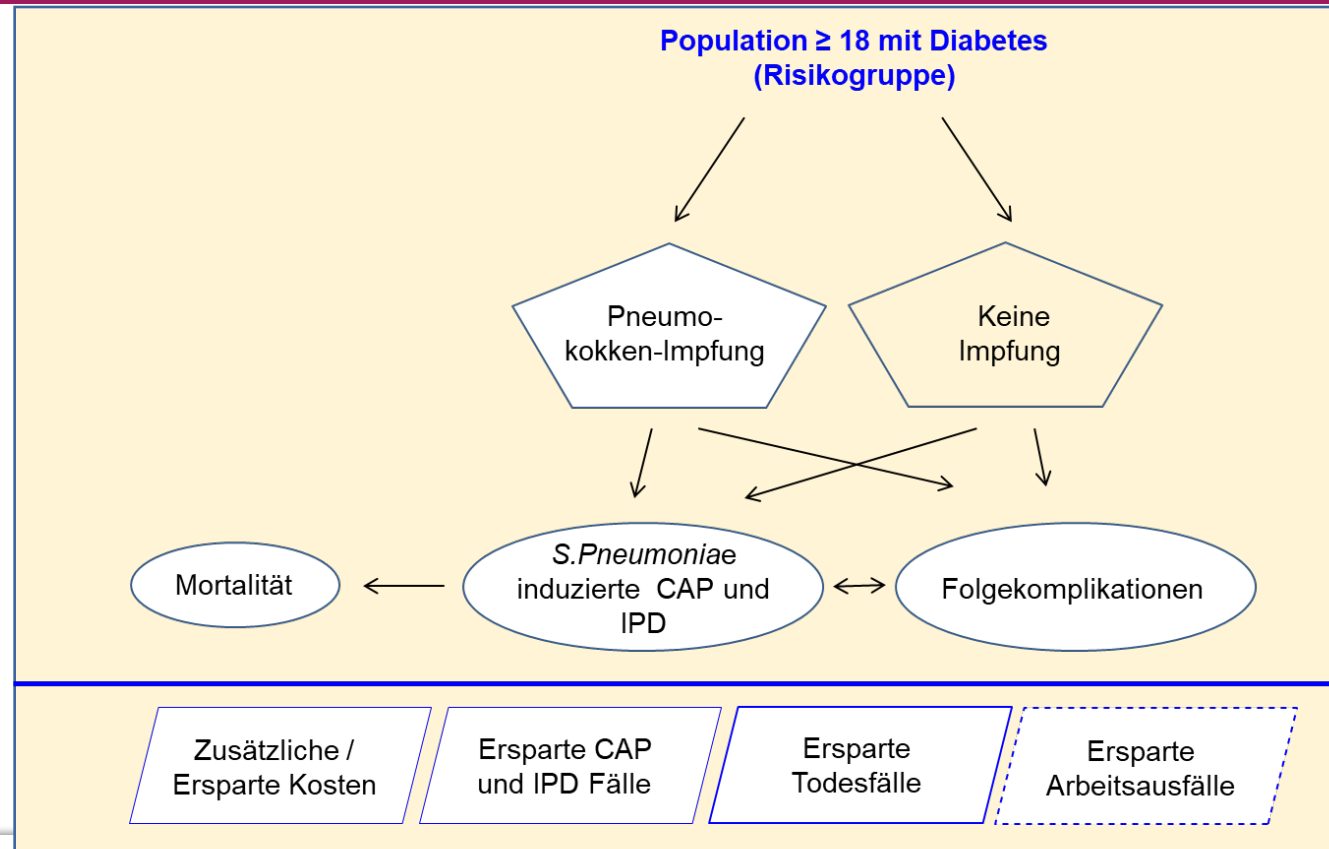 Population ≥ 18 mit Diabetes
(Risikogruppe)
Pneumo-
kokken-Impfung
Keine
Impfung
Mortalität
S.Pneumoniae
induzierte CAP und
IPD
Folgekomplikationen
Zusätzliche /
Ersparte Kosten
Ersparte CAP
und IPD Fälle
Ersparte
Todesfälle
Ersparte
Arbeitsausfälle